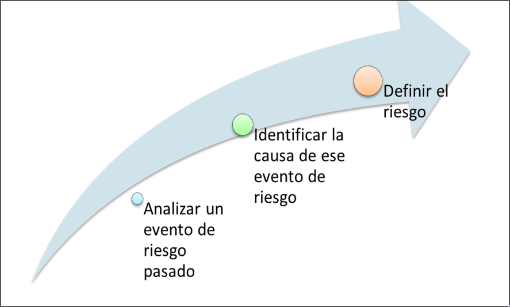 Definir el
riesgo
Identificar la
causa de ese
evento de
riesgo
Analizar un
evento de
riesgo
pasado